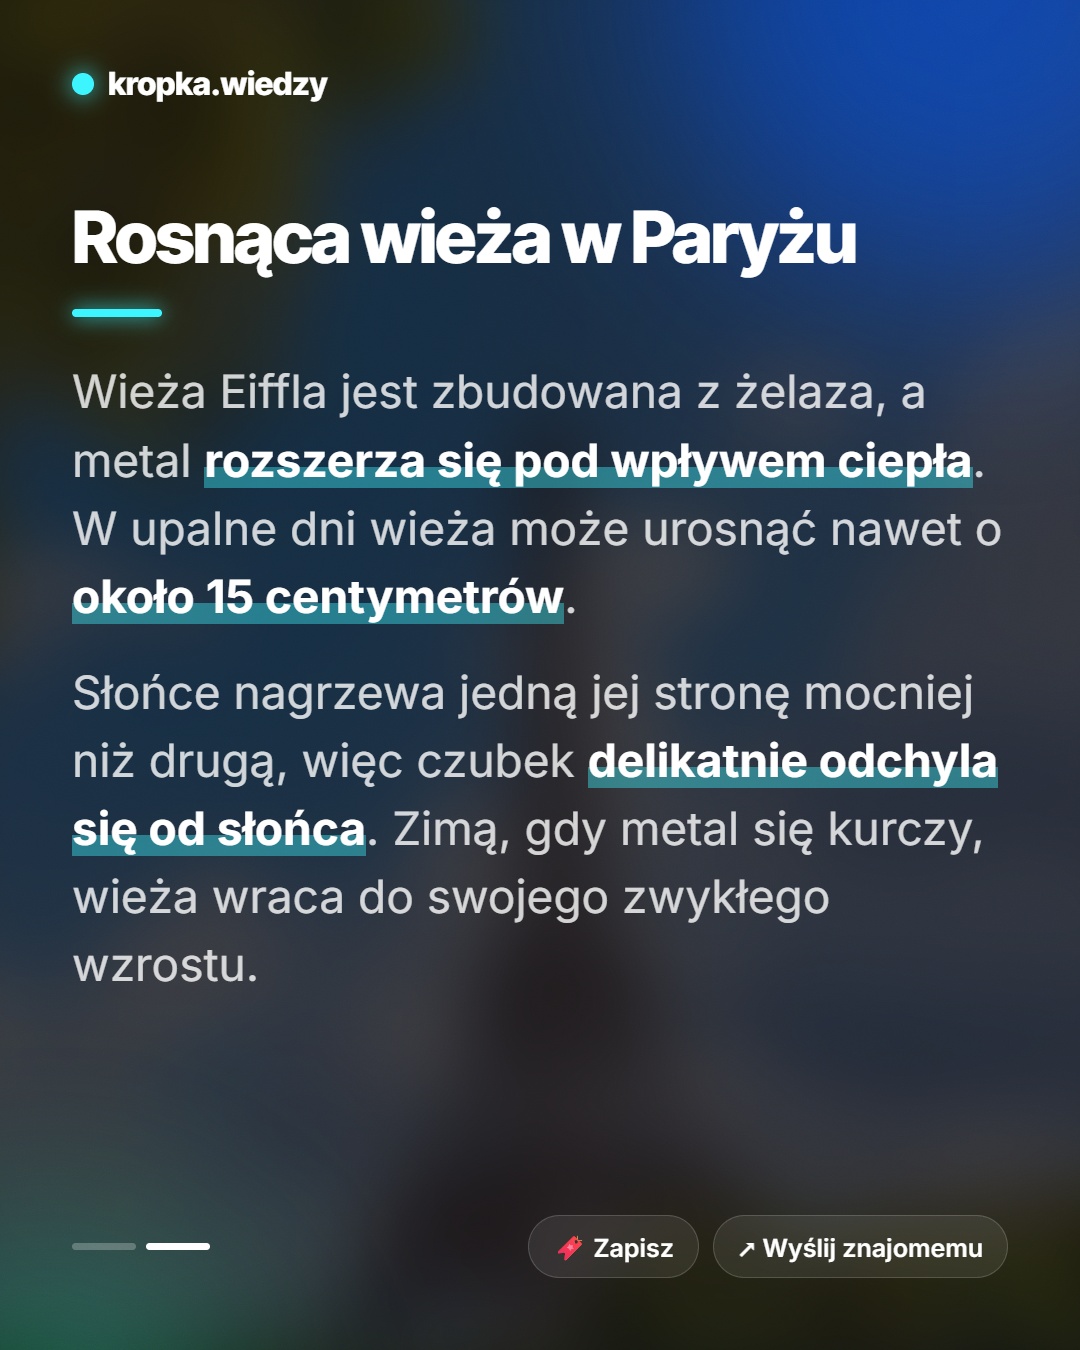 kropka.wiedzy
Rosnąca wieża w Paryżu
Wieża Eiffla jest zbudowana z żelaza, a
metal rozszerza się pod wpływem ciepła.
W upalne dni wieża może urosnąć nawet o
około 15 centymetrów.
Słońce nagrzewa jedną jej stronę mocniej
niż drugą, więc czubek delikatnie odchyla
się od słońca. Zimą, gdy metal się kurczy,
wieża wraca do swojego zwykłego
wzrostu.
Zapisz
↗ Wyślij znajomemu